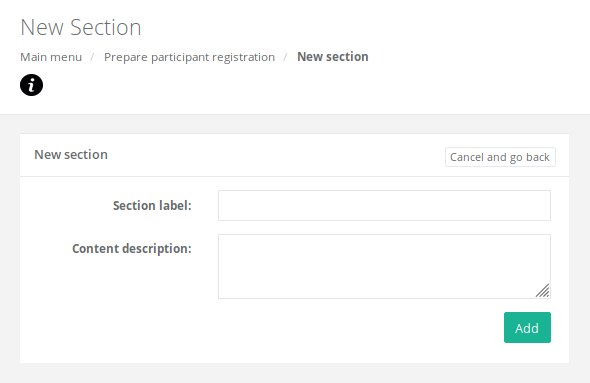 New Section
Main menu / Prepare participant registration / New section
New section
Cancel and go back
Section label:
Content description:
Add